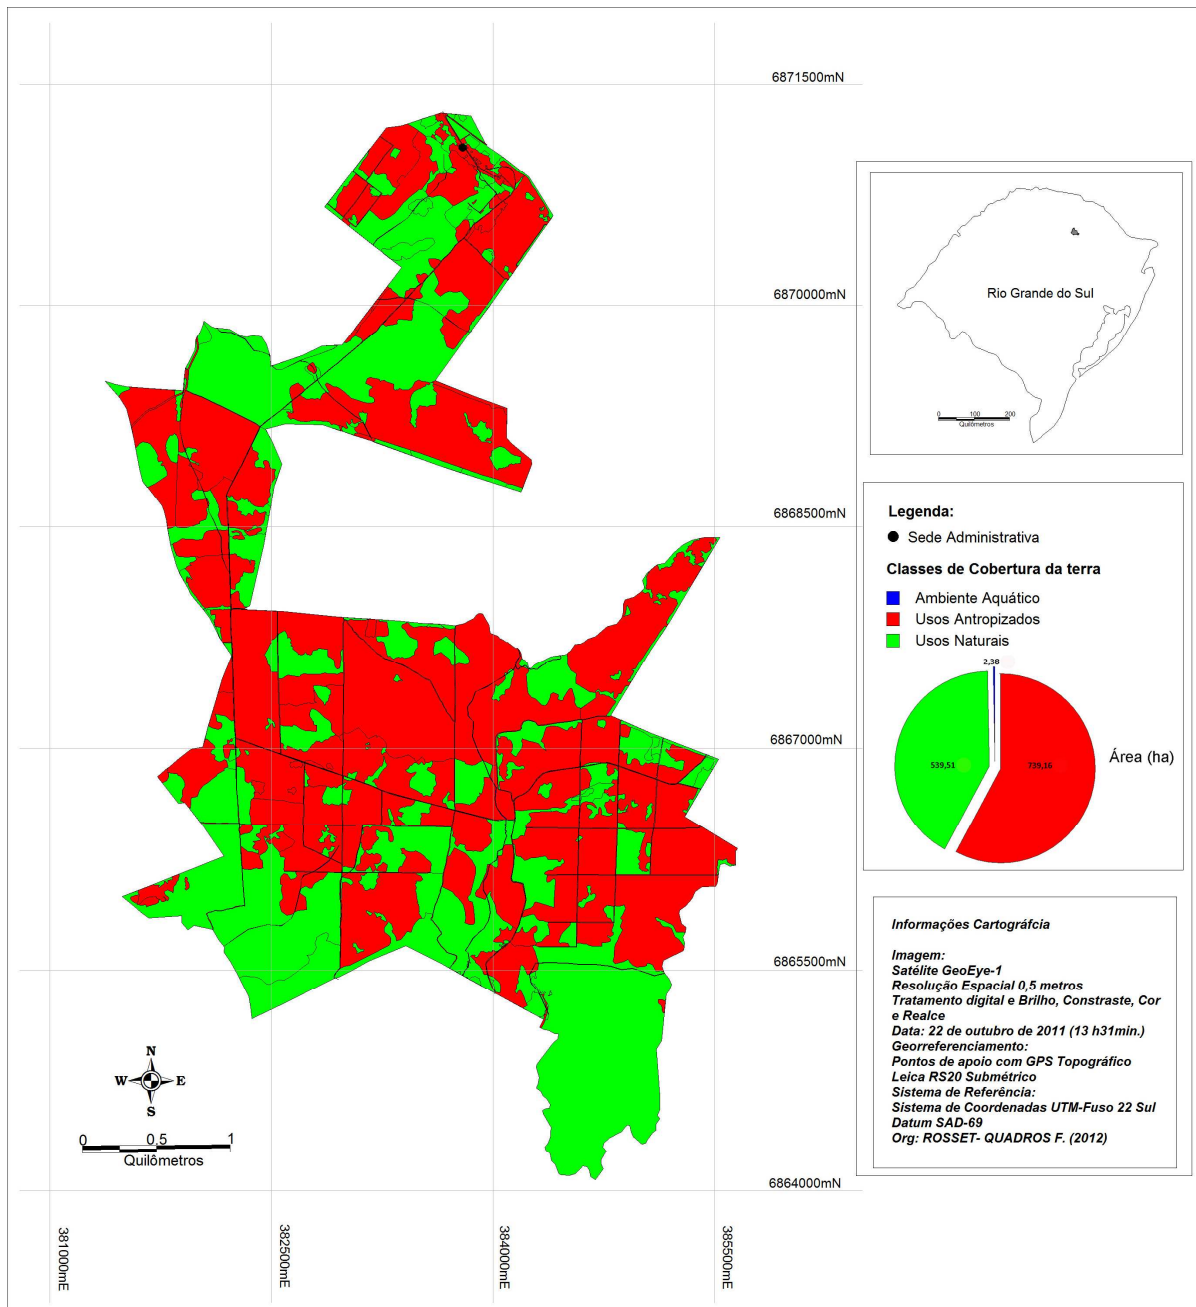 6871500mN
6870000mN
6868500mN
6867000mN
6865500mN
6864000mN
381000mE
382500mE
384000mE
385500mE
N
W E
S
0 0,5 1
Quilômetros
Rio Grande do Sul
0 100 200
Quilômetros
Legenda:
Sede Administrativa
Classes de Cobertura da terra
Ambiente Aquático
Usos Antropizados
Usos Naturais
2,38
539,51
739,16
Área (ha)
Informações Cartográfcia
Imagem:
Satélite GeoEye-1
Resolução Espacial 0,5 metros
Tratamento digital e Brilho, Constraste, Cor
e Realce
Data: 22 de outubro de 2011 (13 h31min.)
Georreferenciamento:
Pontos de apoio com GPS Topográfico
Leica RS20 Submétrico
Sistema de Referência:
Sistema de Coordenadas UTM-Fuso 22 Sul
Datum SAD-69
Org: ROSSET- QUADROS F. (2012)